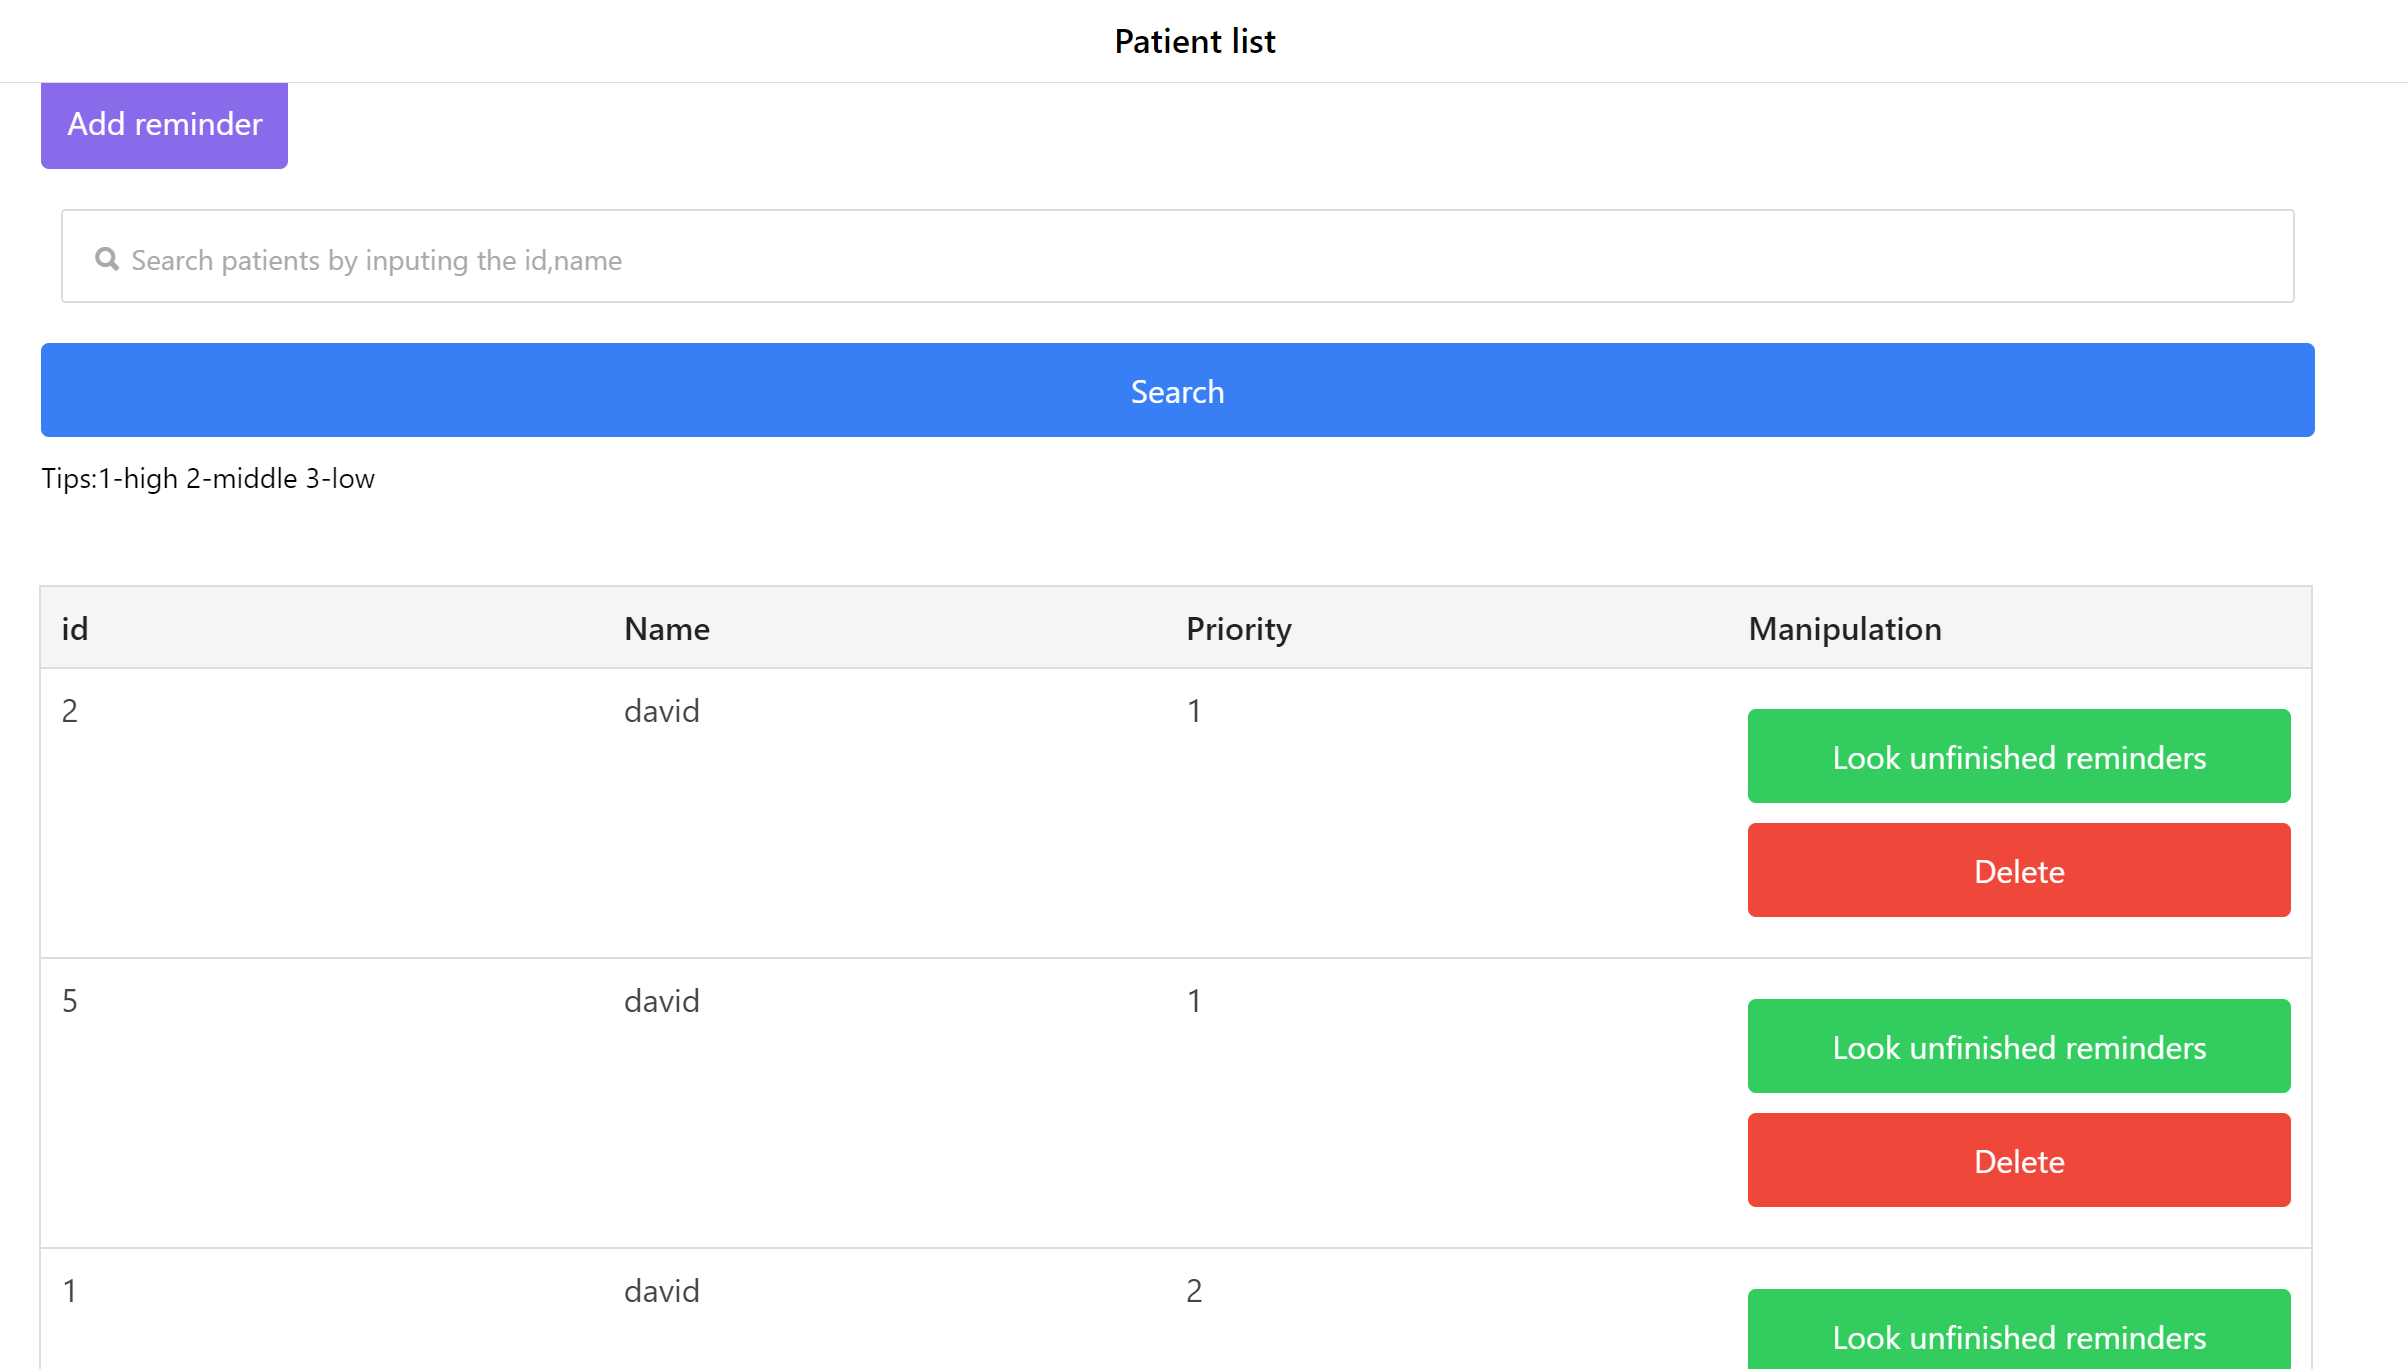 Patient list
Add reminder
Search patients by inputing the id,name
Search
Tips:1-high 2-middle 3-low
id Name Priority Manipulation
2 david 1 Look unfinished reminders
Delete
5 david 1 Look unfinished reminders
Delete
1 david 2 Look unfinished reminders